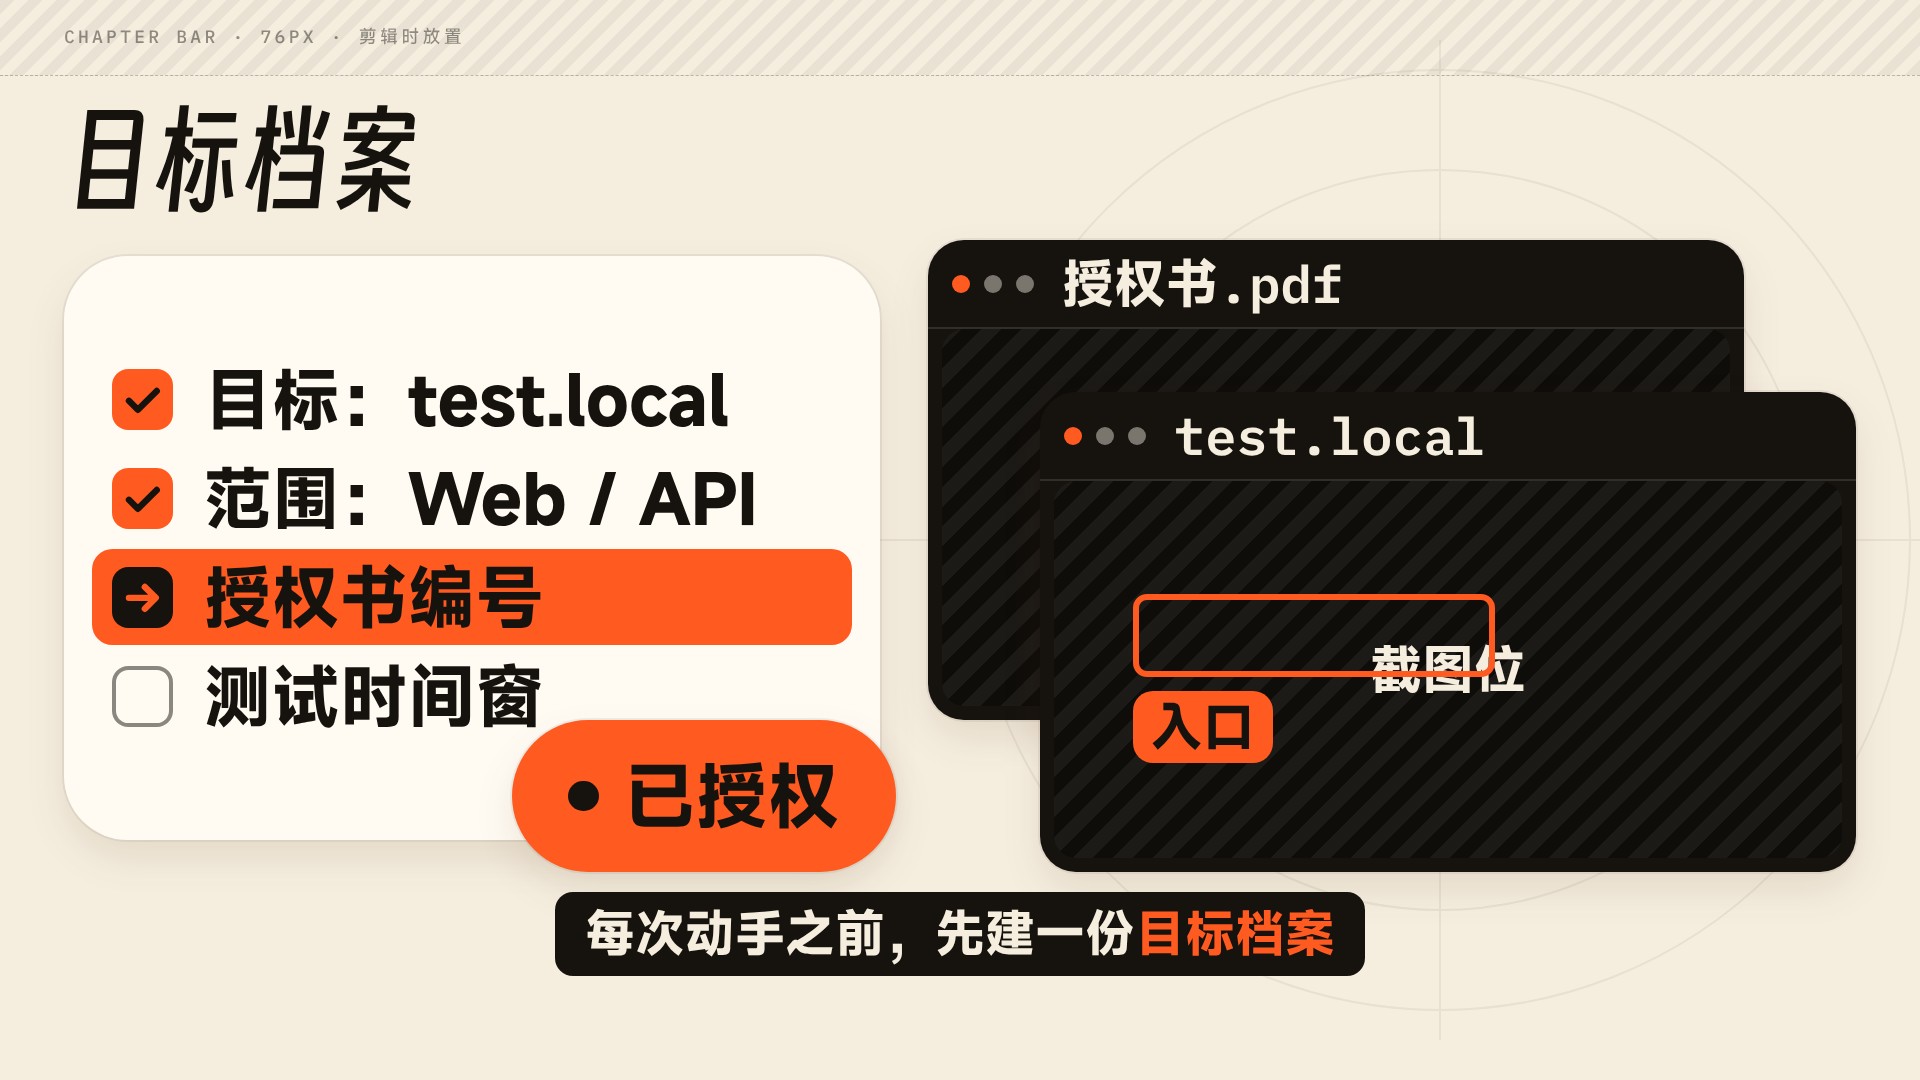 CHAPTER BAR · 76PX · 剪辑时放置
目标档案
目标：test.local
范围：Web / API
授权书编号
测试时间窗
已授权
授权书.pdf
test.local
截图位
入口
每次动手之前，先建一份目标档案